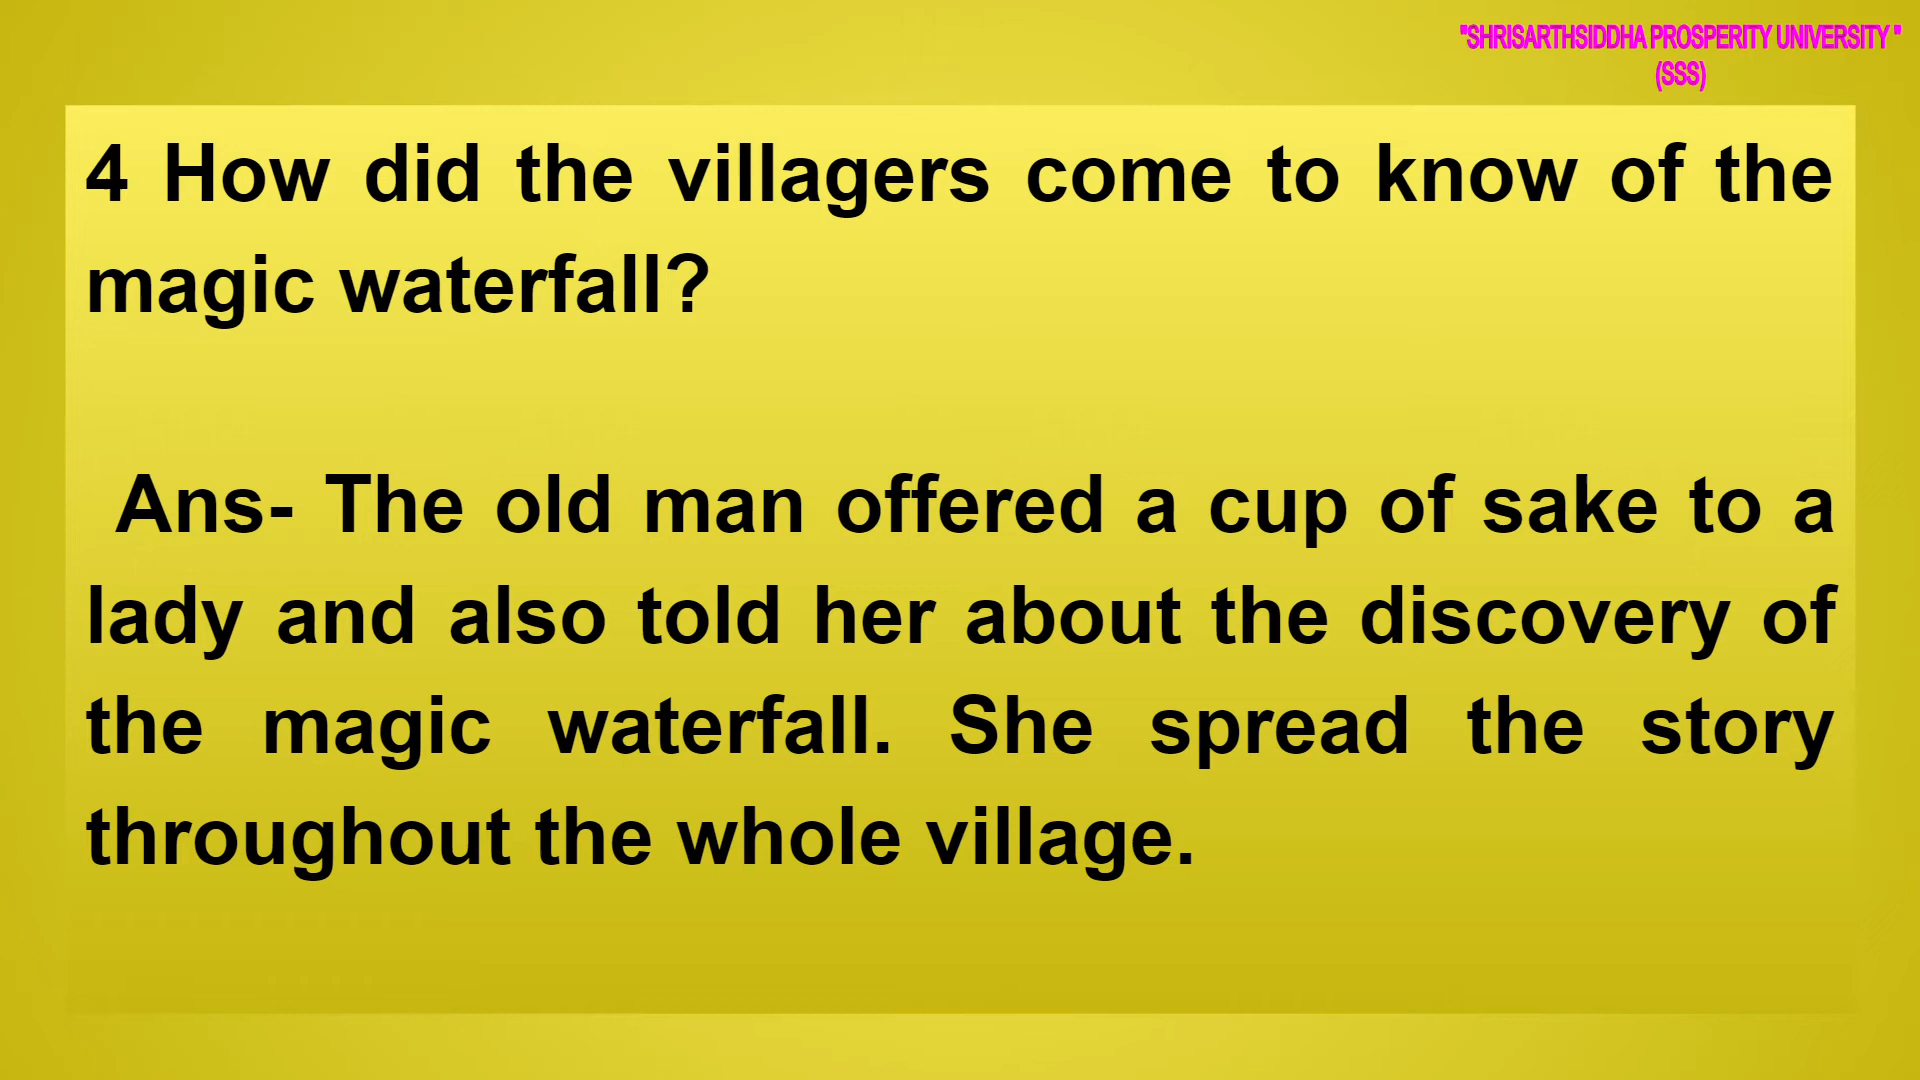 "SHRISARTHSIDDHA PROSPERITY UNIVERSITY "
(SSS)
4 How did the villagers come to know of the
magic waterfall?
Ans- The old man offered a cup of sake to a
lady and also told her about the discovery of
the magic waterfall. She spread the story
throughout the whole village.